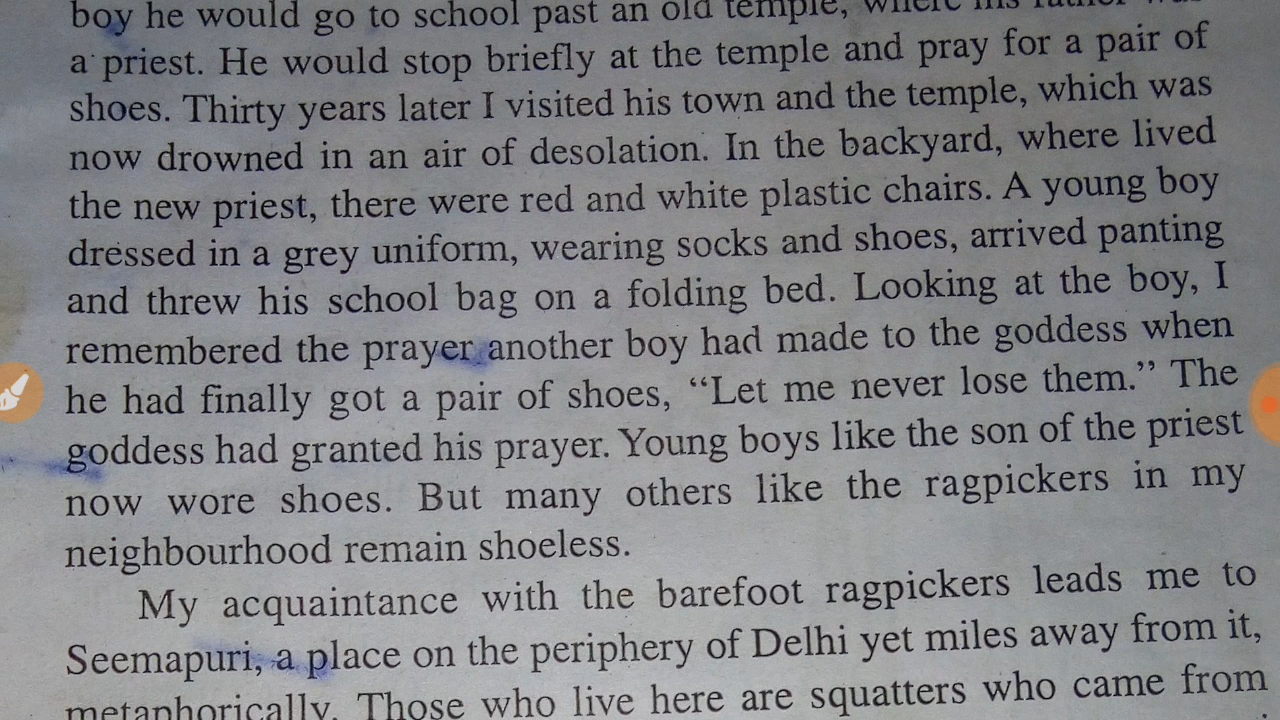 boy he would go to school past an old temple, where his father was
a priest. He would stop briefly at the temple and pray for a pair of
shoes. Thirty years later I visited his town and the temple, which was
now drowned in an air of desolation. In the backyard, where lived
the new priest, there were red and white plastic chairs. A young boy
dressed in a grey uniform, wearing socks and shoes, arrived panting
and threw his school bag on a folding bed. Looking at the boy, I
remembered the prayer another boy had made to the goddess when
he had finally got a pair of shoes, “Let me never lose them.” The
goddess had granted his prayer. Young boys like the son of the priest
now wore shoes. But many others like the ragpickers in my
neighbourhood remain shoeless.
My acquaintance with the barefoot ragpickers leads me to
Seemapuri, a place on the periphery of Delhi yet miles away from it,
metaphorically. Those who live here are squatters who came from